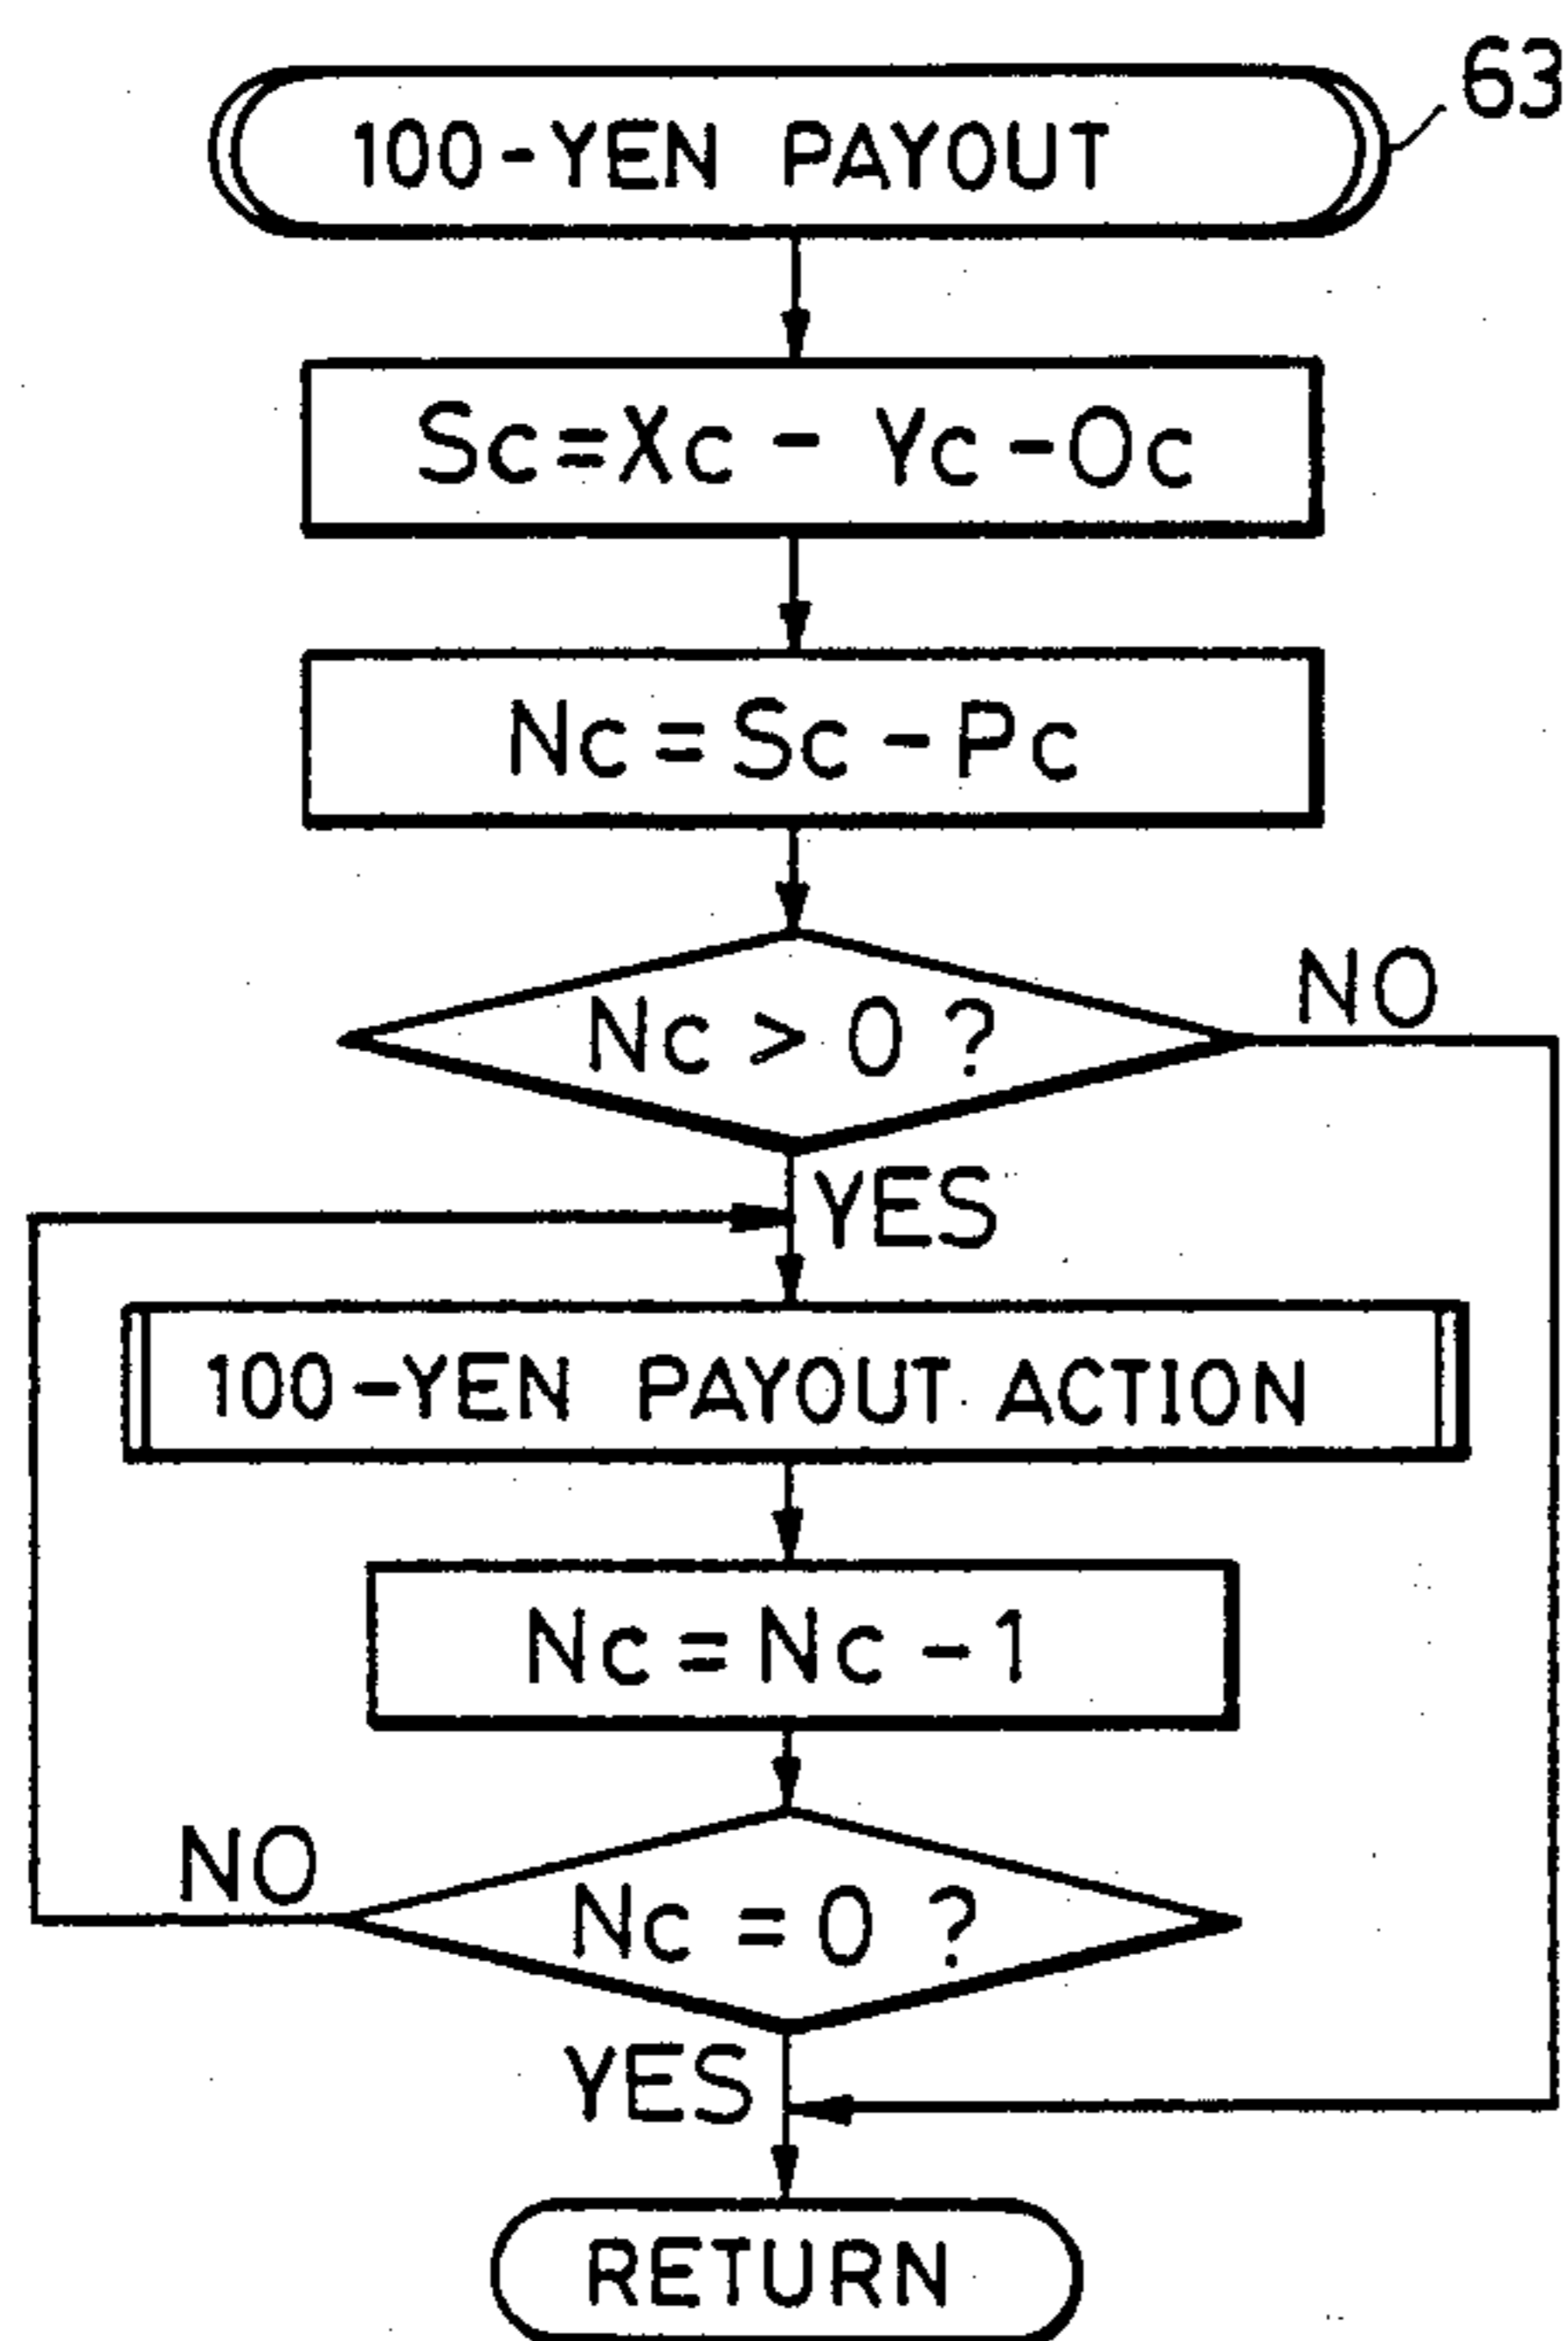 63
100-YEN PAYOUT
Sc=Xc - Yc-Oc
Nc=Sc-Pc
Nc > 0 ?
NO
YES
100-YEN PAYOUT ACTION
Nc=Nc-1
NO
Nc = 0 ?
YES
RETURN